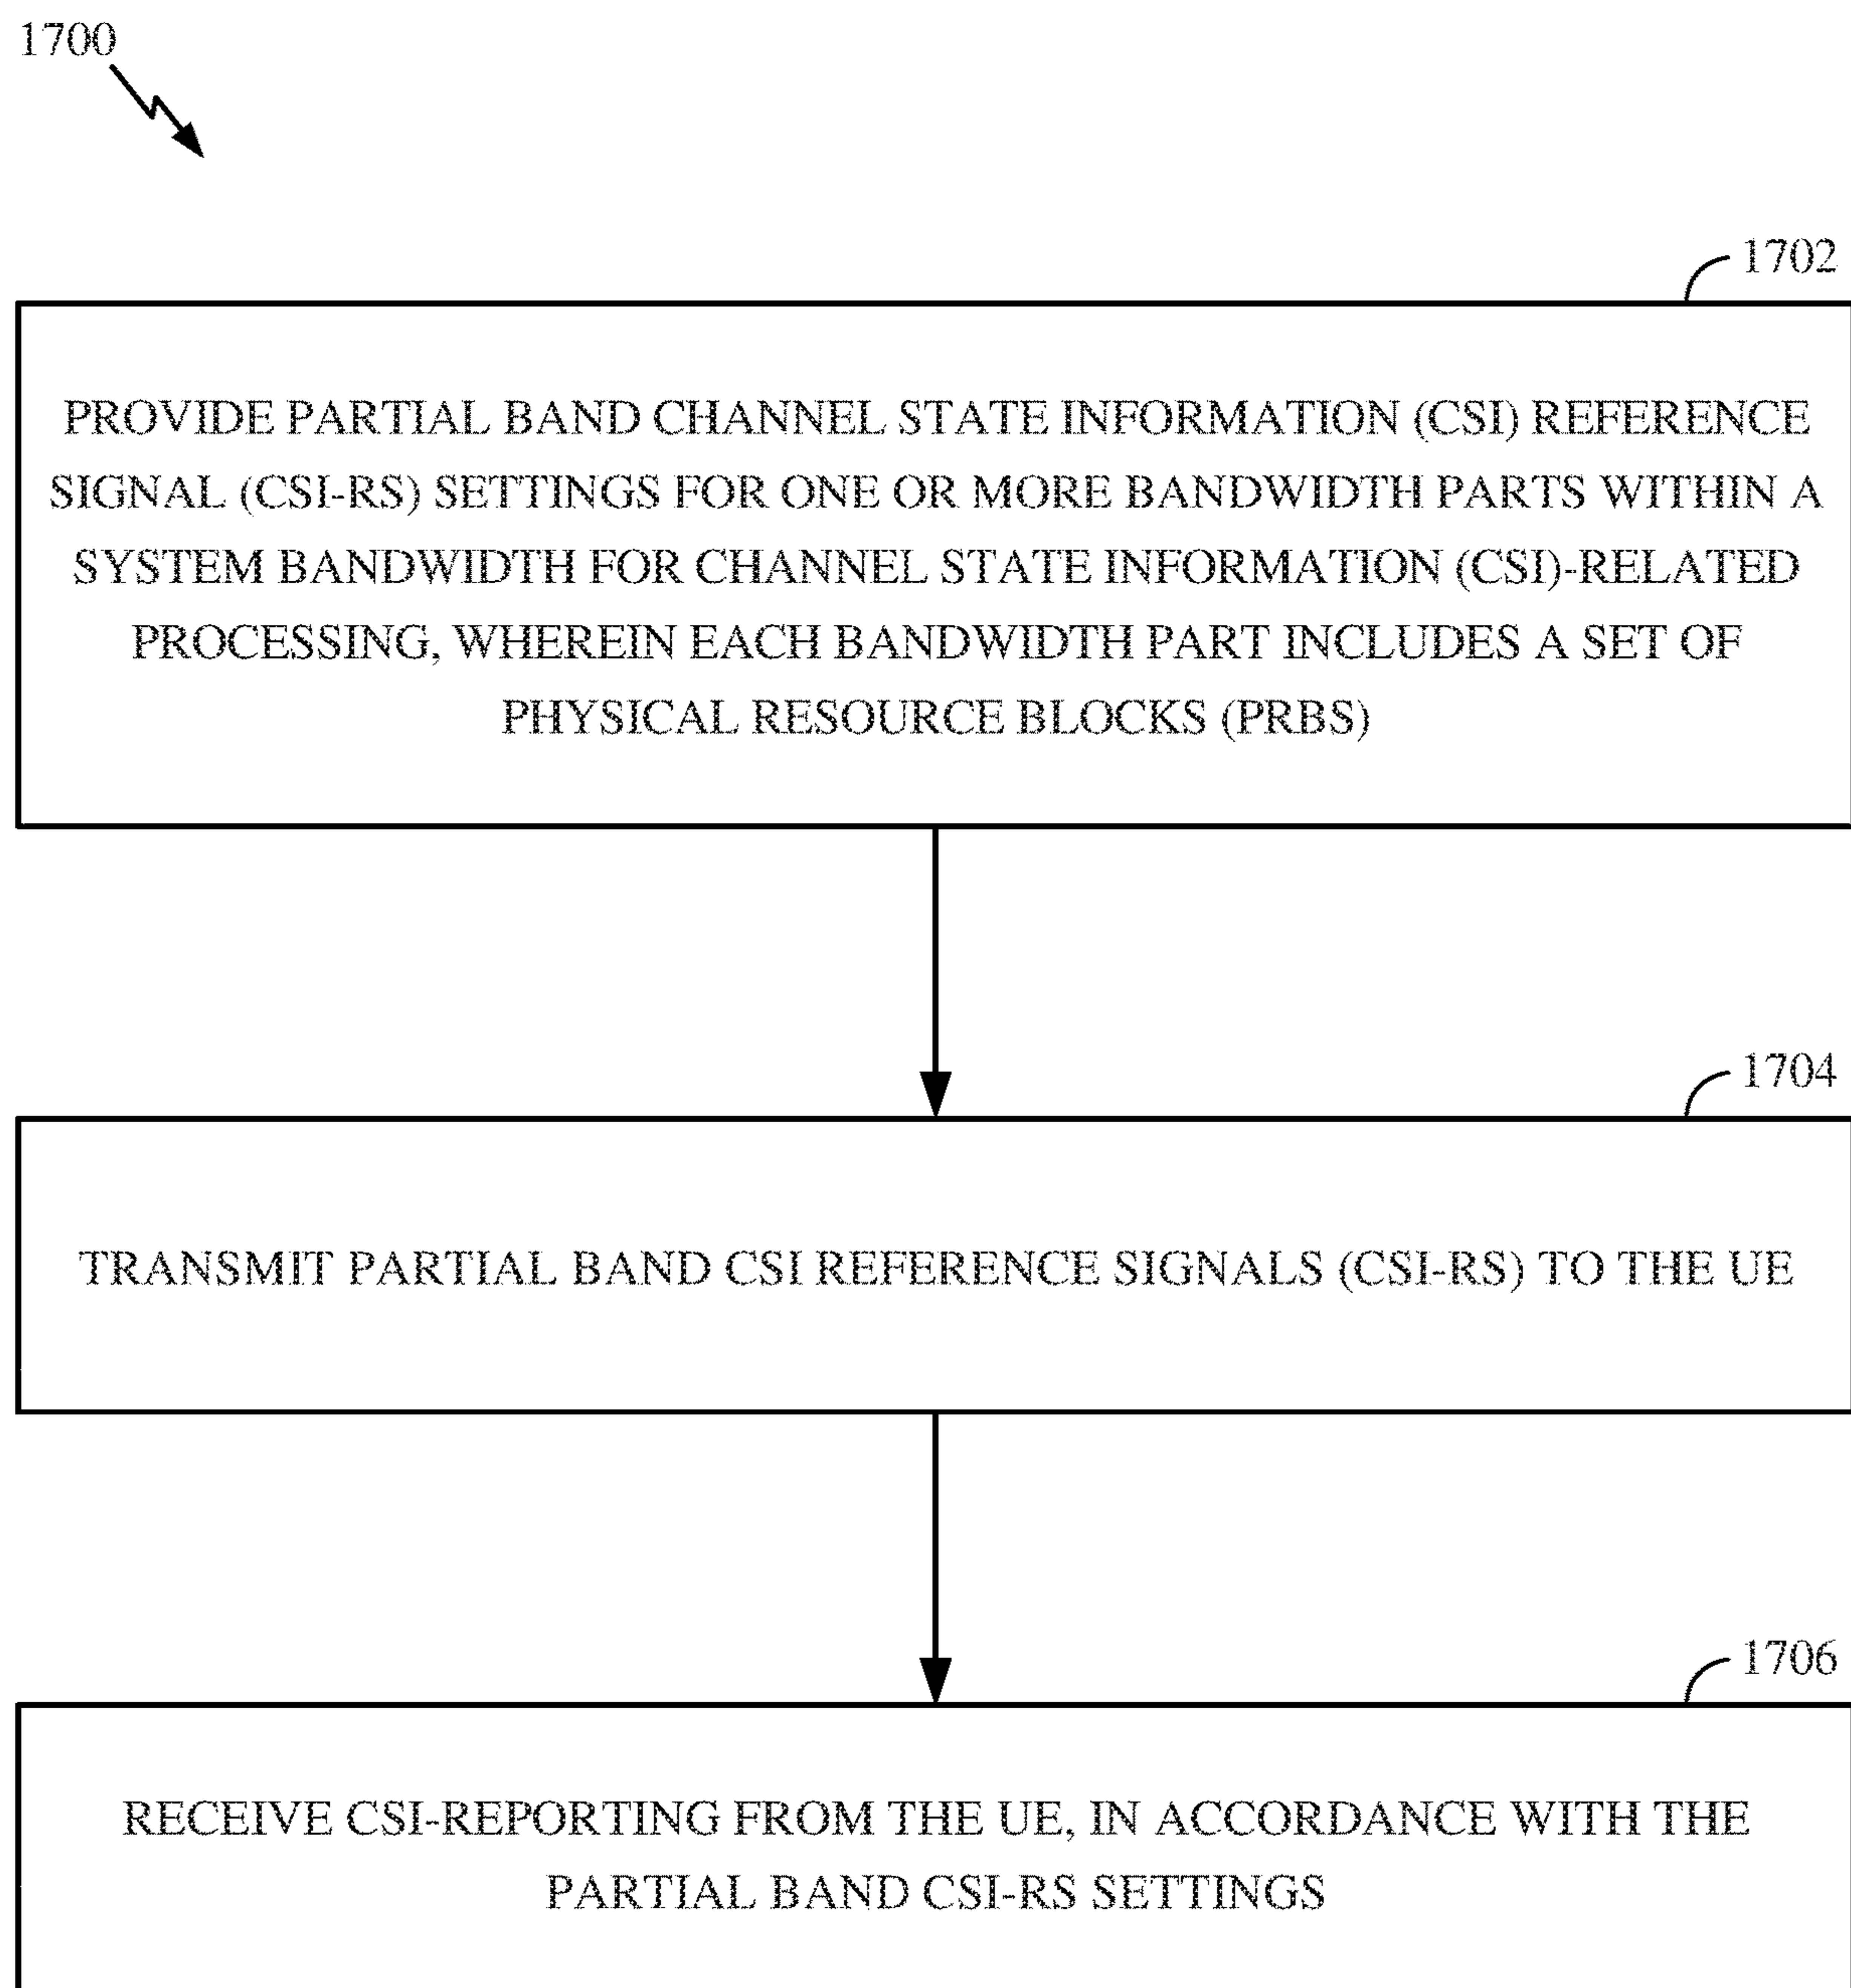 1700
1702
PROVIDE PARTIAL BAND CHANNEL STATE INFORMATION (CSI) REFERENCE
SIGNAL (CSI-RS) SETTINGS FOR ONE OR MORE BANDWIDTH PARTS WITHIN A
SYSTEM BANDWIDTH FOR CHANNEL STATE INFORMATION (CSI)-RELATED
PROCESSING, WHEREIN EACH BANDWIDTH PART INCLUDES A SET OF
PHYSICAL RESOURCE BLOCKS (PRBS)
1704
TRANSMIT PARTIAL BAND CSI REFERENCE SIGNALS (CSI-RS) TO THE UE
1706
RECEIVE CSI-REPORTING FROM THE UE, IN ACCORDANCE WITH THE
PARTIAL BAND CSI-RS SETTINGS